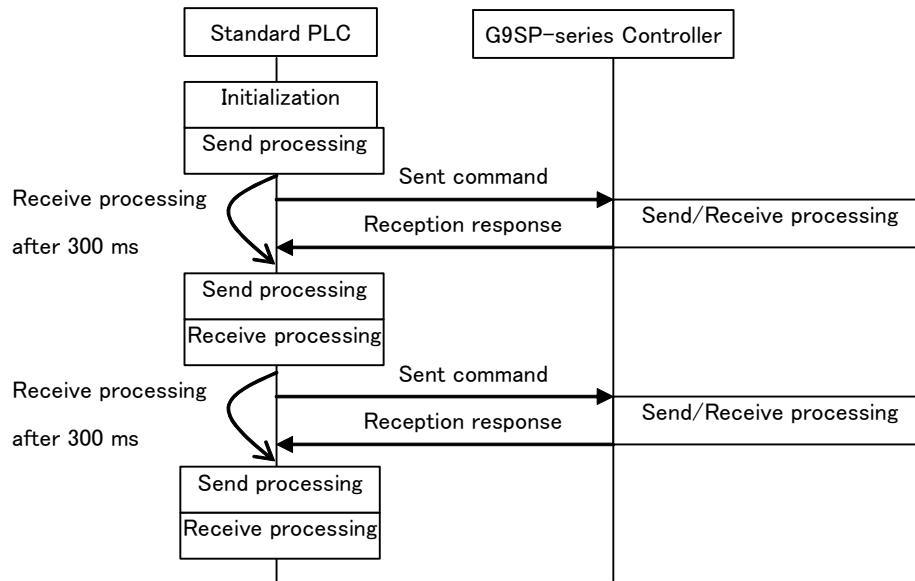 Standard PLC
G9SP-series Controller
Initialization
Send processing
Sent command
Receive processing
Send/Receive processing
Reception response
after 300 ms
Send processing
Receive processing
Sent command
Receive processing
Send/Receive processing
Reception response
after 300 ms
Send processing
Receive processing